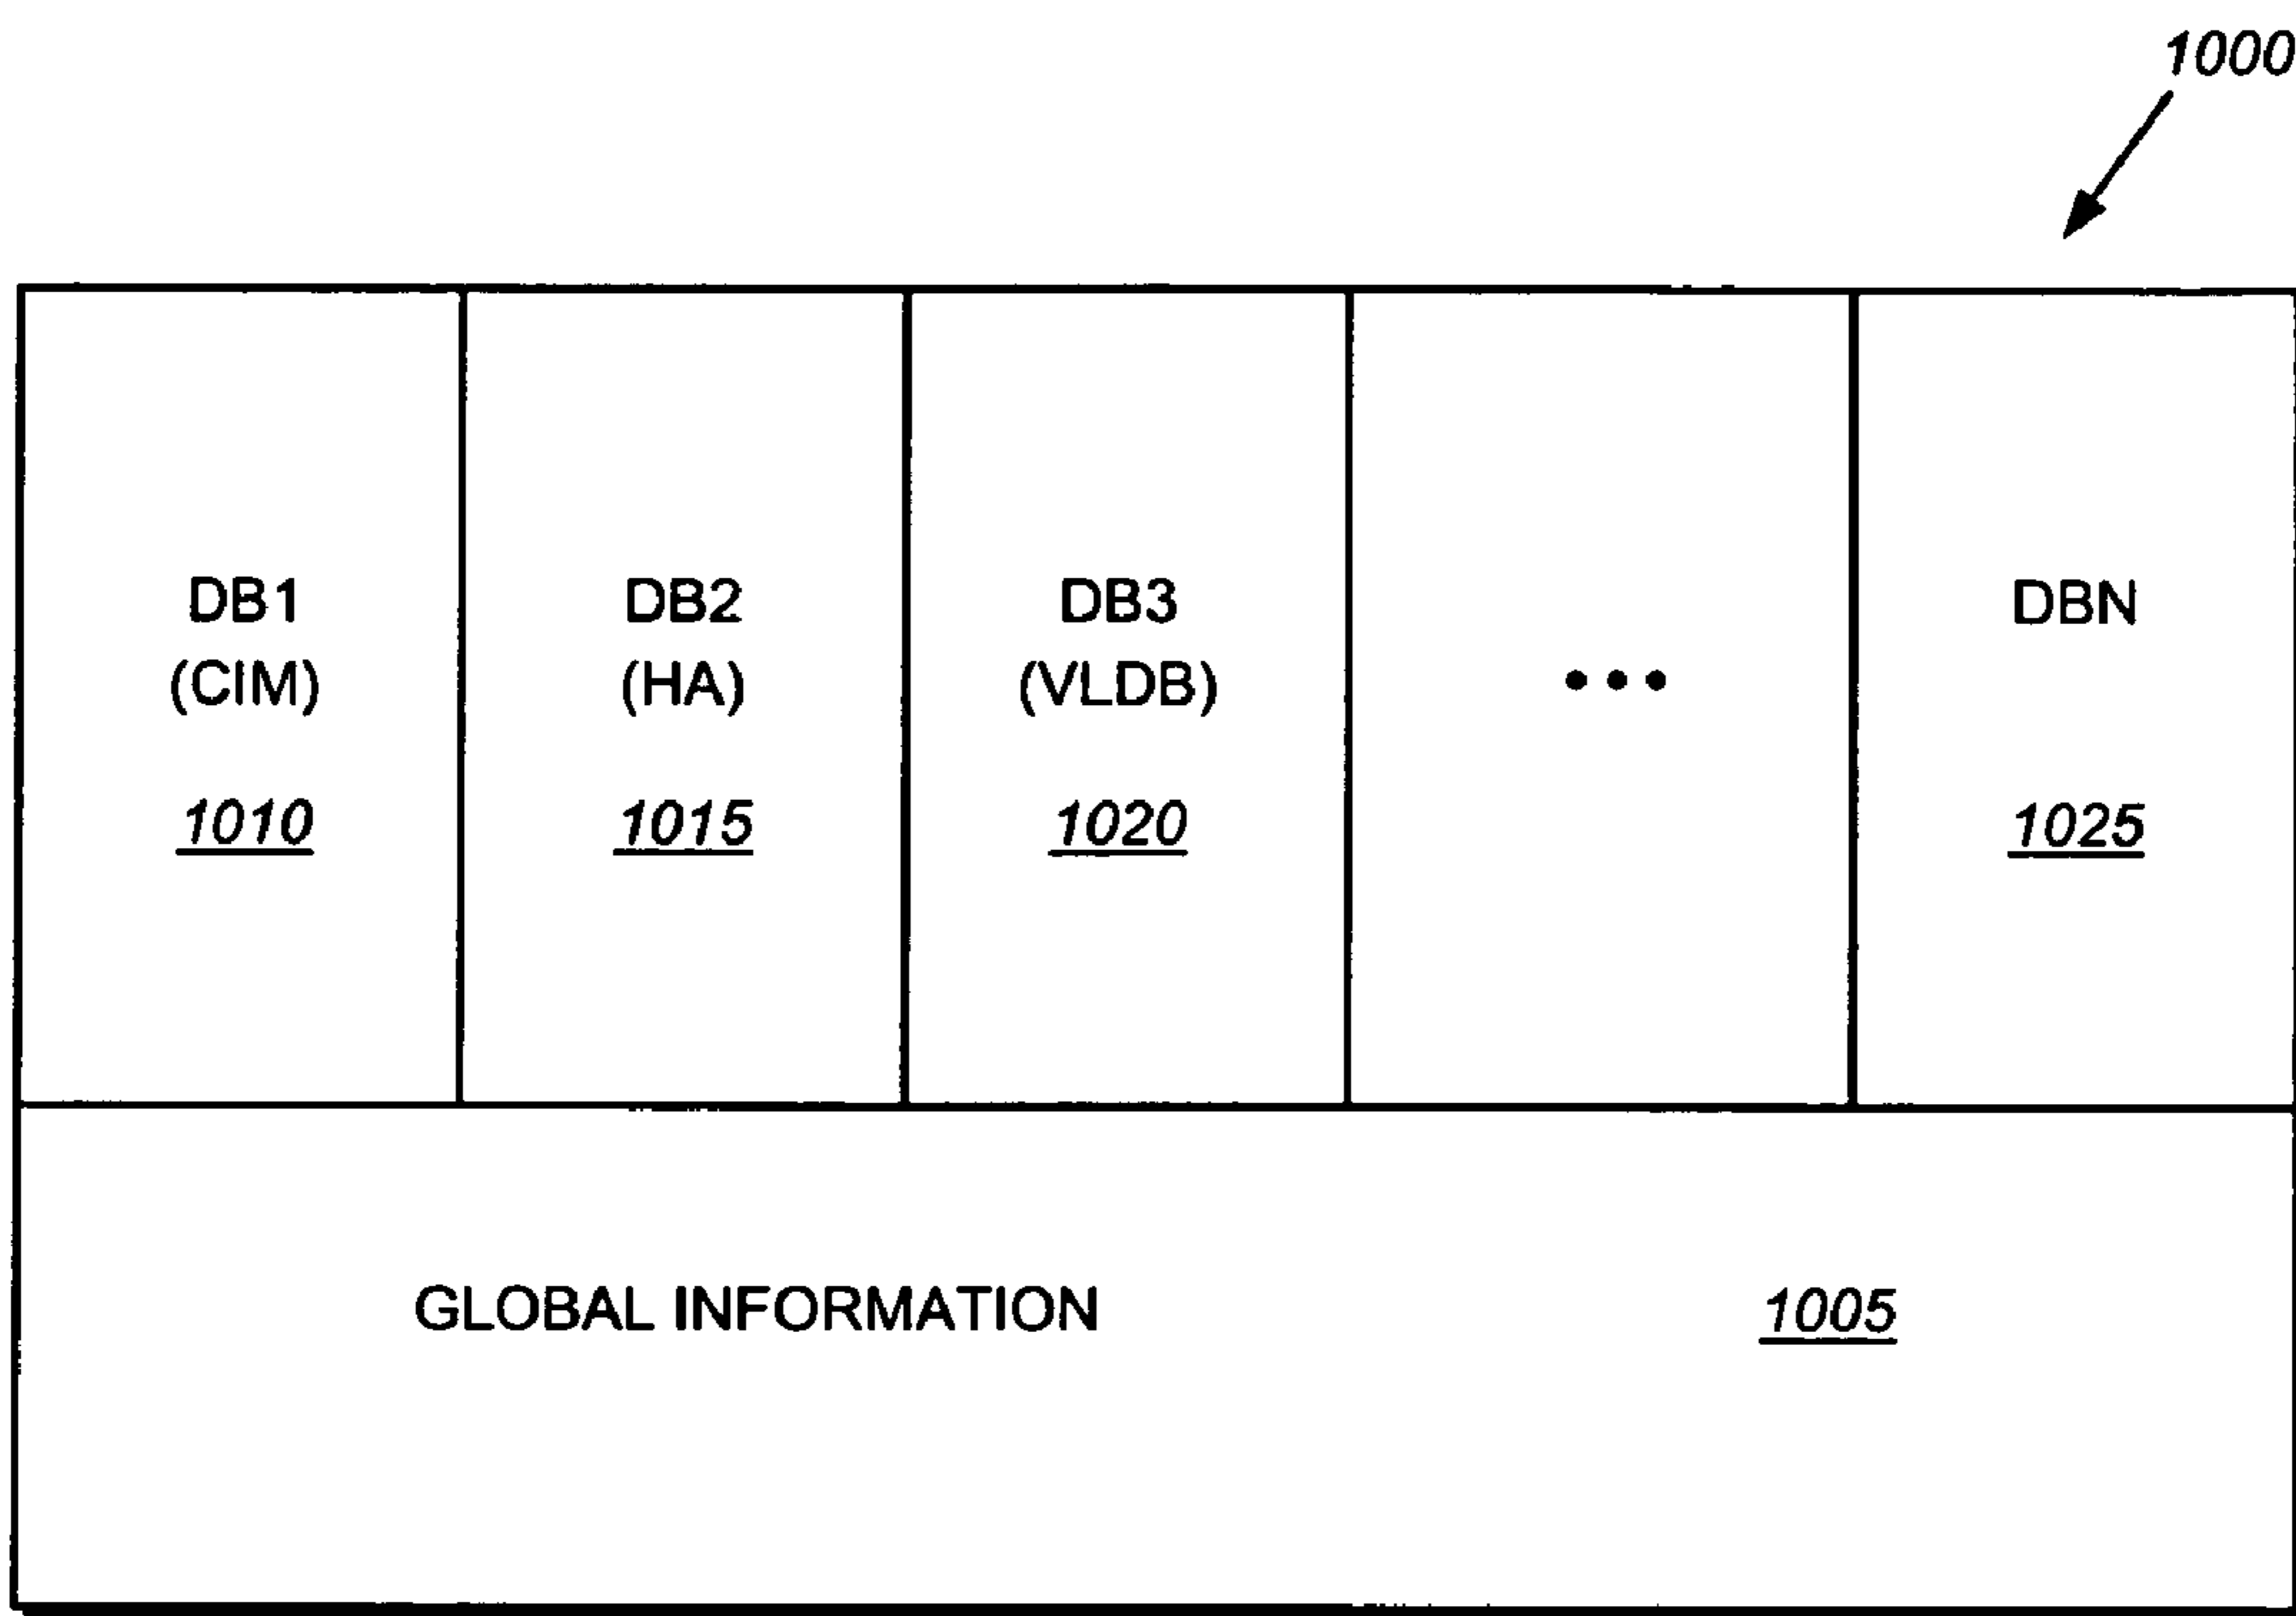 1000
DB1
(CIM)
1010
DB2
(HA)
1015
DB3
(VLDB)
1020
•••
DBN
1025
GLOBAL INFORMATION
1005